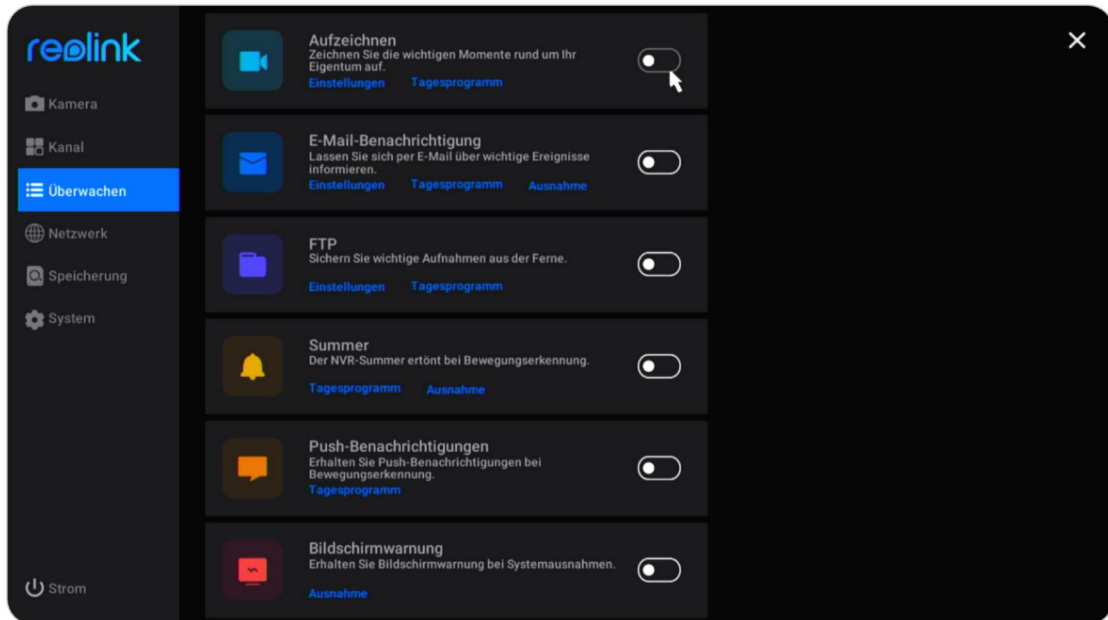 reolink
Kamera
Kanal
Überwachen
Netzwerk
Speicherung
System
Strom
Aufzeichnen
Zeichnen Sie die wichtigen Momente rund um Ihr
Eigentum auf.
Einstellungen Tagesprogramm
E-Mail-Benachrichtigung
Lassen Sie sich per E-Mail über wichtige Ereignisse
informieren.
Einstellungen Tagesprogramm Ausnahme
FTP
Sichern Sie wichtige Aufnahmen aus der Ferne.
Einstellungen Tagesprogramm
Summer
Der NVR-Summer ertönt bei Bewegungserkennung.
Tagesprogramm Ausnahme
Push-Benachrichtigungen
Erhalten Sie Push-Benachrichtigungen bei
Bewegungserkennung.
Tagesprogramm
Bildschirmwarnung
Erhalten Sie Bildschirmwarnung bei Systemausnahmen.
Ausnahme